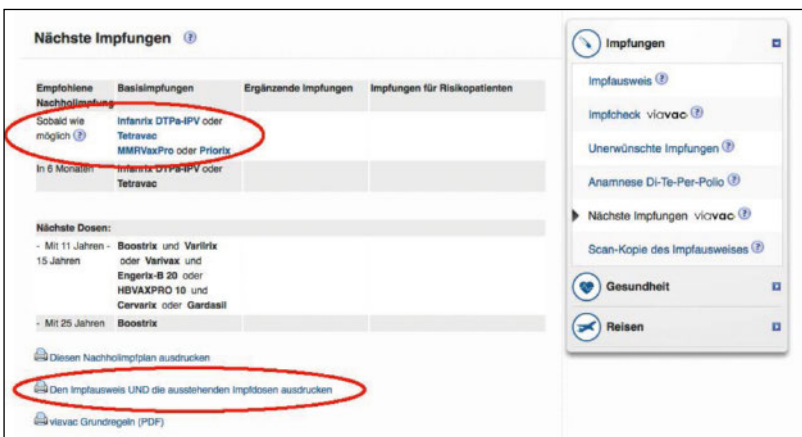 Nächste Impfungen ?
Empfohlene Nachholimpfung
Basisimpfungen
Ergänzende Impfungen
Impfungen für Risikopatienten
Sobald wie möglich ?
Infanrix DTPa-IPV oder
Tetravac
MMRVaxPro oder Priorix
In 6 Monaten
Infanrix DTPa-IPV oder
Tetravac
Nächste Dosen:
- Mit 11 Jahren -
15 Jahren
Boostrix und Varilrix
oder Varivax und
Engerix-B 20 oder
HBVAXPRO 10 und
Cervarix oder Gardasil
- Mit 25 Jahren
Boostrix
Diesen Nachholimpfplan ausdrucken
Den Impfausweis UND die ausstehenden Impfdosen ausdrucken
viavac Grundregeln (PDF)
Impfungen
Impfausweis ?
Impfcheck viavac ?
Unerwünschte Impfungen ?
Anamnese Di-Te-Per-Polio ?
Nächste Impfungen viavac ?
Scan-Kopie des Impfausweises ?
Gesundheit
Reisen